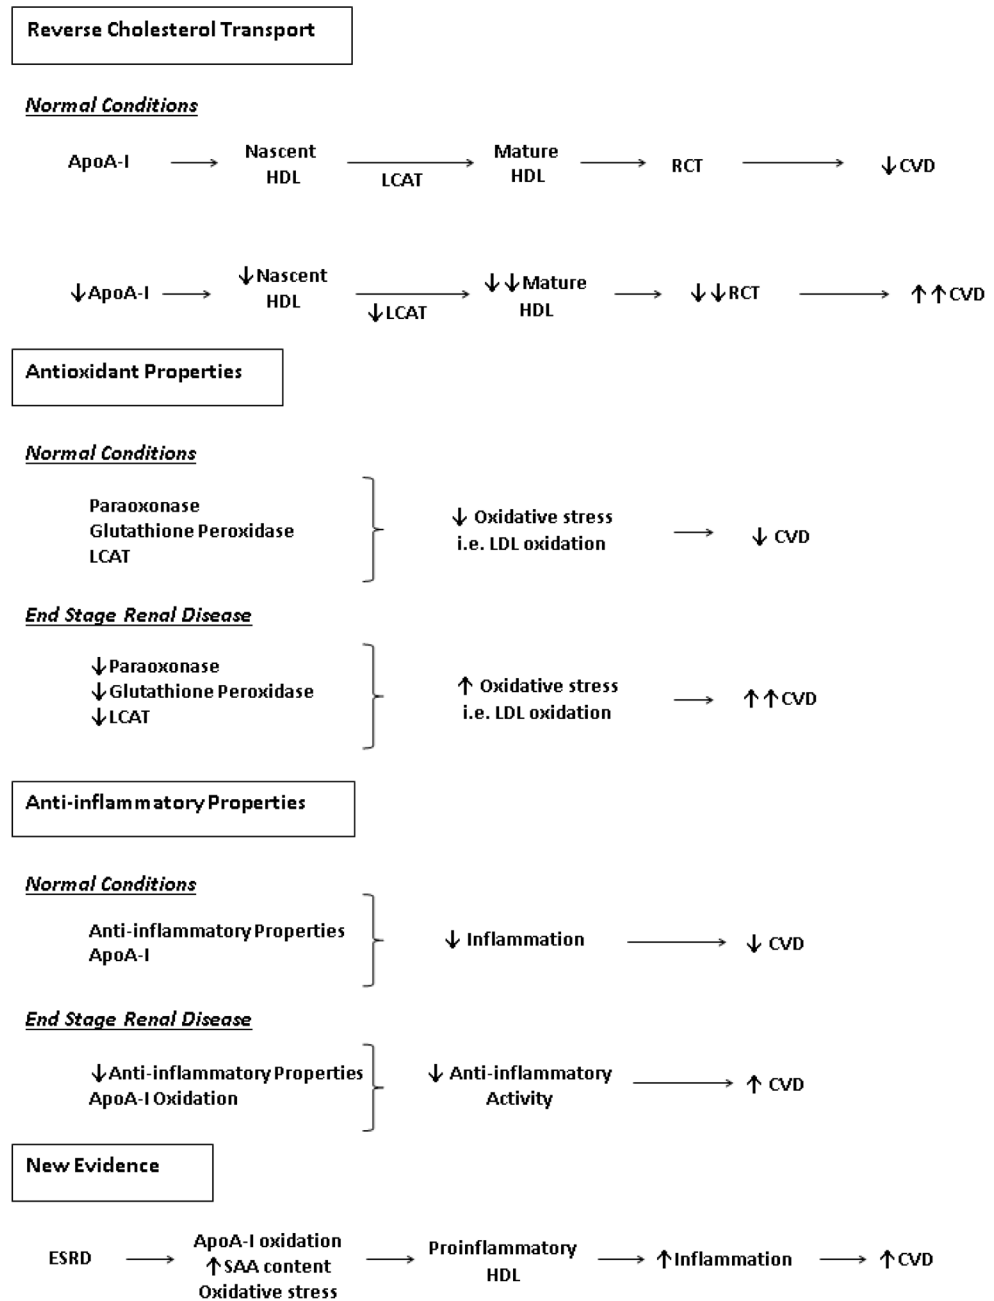 Reverse Cholesterol Transport
Normal Conditions
ApoA-I → Nascent HDL → LCAT Mature HDL → RCT → ↓CVD
↓ApoA-I → ↓Nascent HDL → ↓LCAT ↓↓Mature HDL → ↓↓RCT → ↑↑CVD
Antioxidant Properties
Normal Conditions
Paraoxonase
Glutathione Peroxidase
LCAT
↓ Oxidative stress
i.e. LDL oxidation
→ ↓ CVD
End Stage Renal Disease
↓Paraoxonase
↓Glutathione Peroxidase
↓LCAT
↑ Oxidative stress
i.e. LDL oxidation
→ ↑↑CVD
Anti-inflammatory Properties
Normal Conditions
Anti-inflammatory Properties
ApoA-I
↓ Inflammation → ↓ CVD
End Stage Renal Disease
↓Anti-inflammatory Properties
ApoA-I Oxidation
↓ Anti-inflammatory
Activity
→ ↑ CVD
New Evidence
ESRD →
ApoA-I oxidation
↑SAA content
Oxidative stress
→ Proinflammatory
HDL
→ ↑Inflammation → ↑CVD